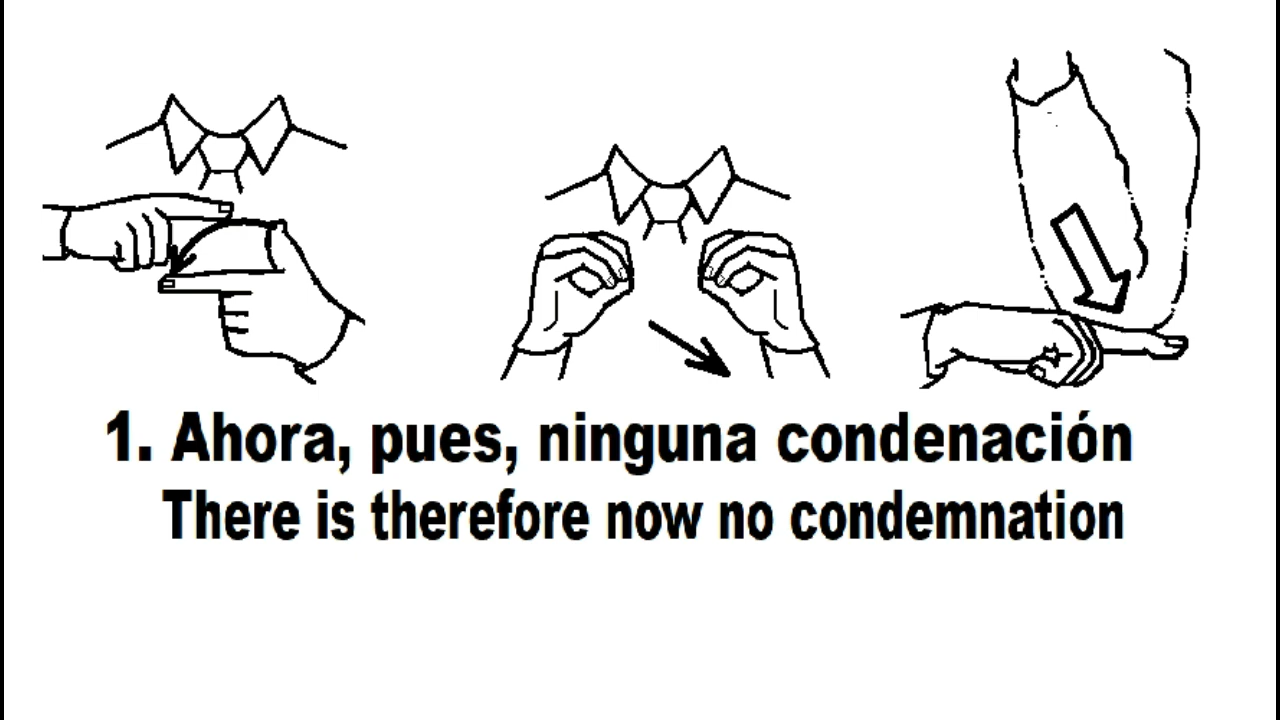 1. Ahora, pues, ninguna condenación
There is therefore now no condemnation